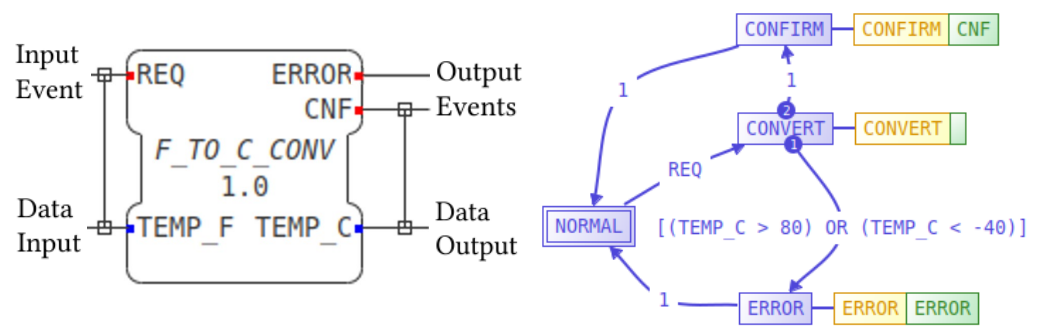 Input
Event
REQ
ERROR
Output
CNF
Events
F_TO_C_CONV
1.0
Data
Input
TEMP_F
TEMP_C
Data
Output
CONFIRM
CONFIRM
CNF
1
1
2
CONVERT
CONVERT
1
REQ
NORMAL
[(TEMP_C > 80) OR (TEMP_C < -40)]
1
ERROR
ERROR
ERROR